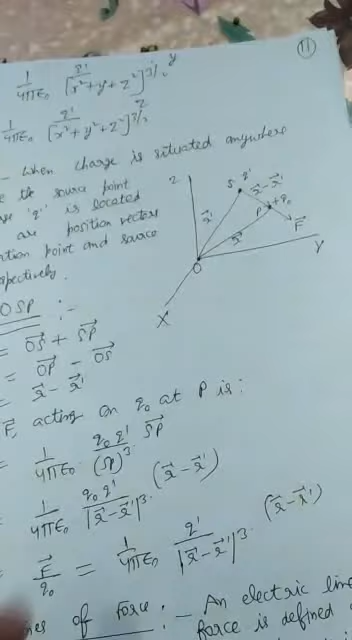 (11)
1/4πε₀ q'/[x²+y²+z²]^3/2 y
1/4πε₀ q'/[x²+y²+z²]^3/2 z
- When charge is situated anywhere
the source point
'q'' is located
are position vectors
point and source
respectively.
Z
S q'
r⃗-r⃗'
r⃗'
P +q₀
r⃗
F⃗
O
Y
X
OSP :-
= OS⃗ + SP⃗
= OP⃗ - OS⃗
= r⃗ - r⃗'
F⃗, acting on q₀ at P is :
= 1/4πε₀ q₀q'/(SP)³ SP⃗
= 1/4πε₀ q₀q'/|r⃗-r⃗'|³ (r⃗-r⃗')
= F⃗/q₀ = 1/4πε₀ q'/|r⃗-r⃗'|³ (r⃗-r⃗')
of Force :- An electric line
force is defined